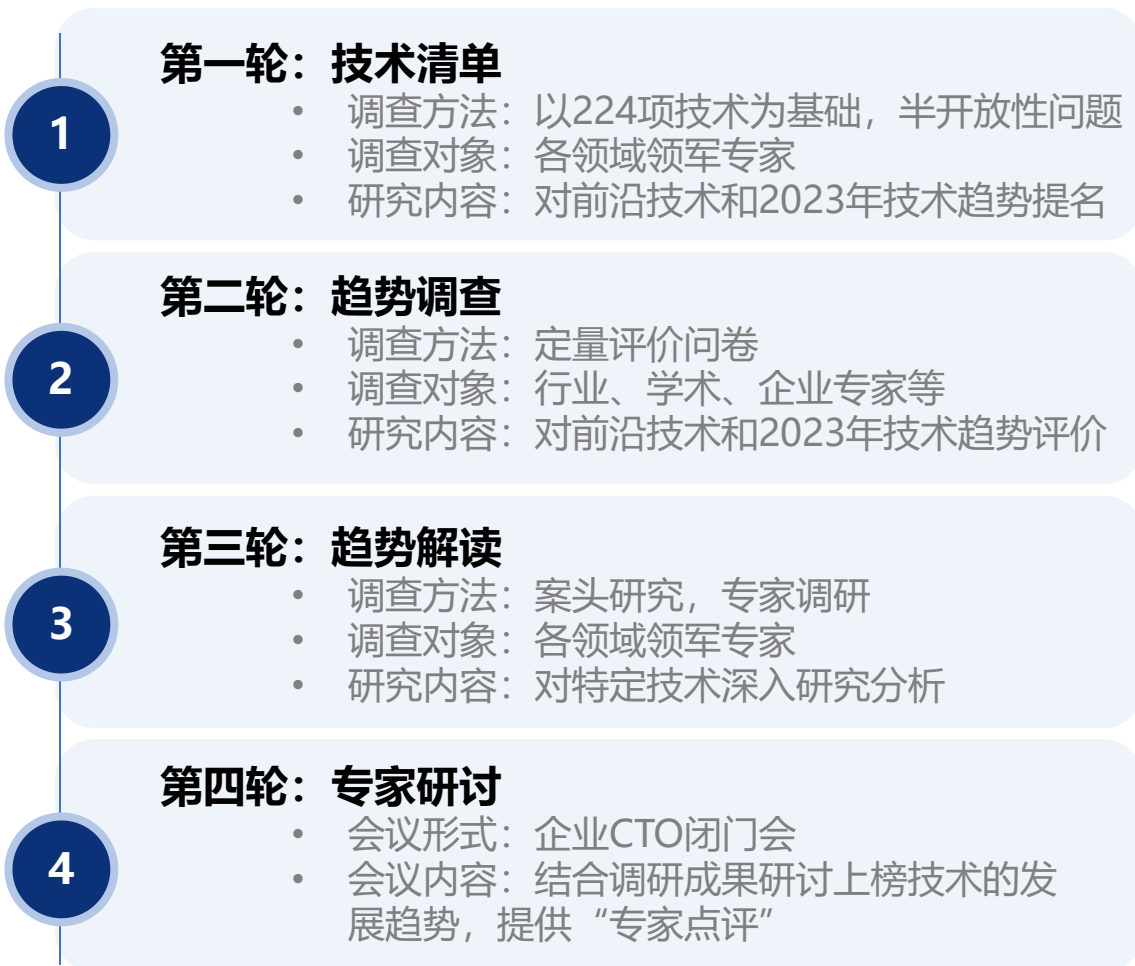 1
第一轮：技术清单
• 调查方法：以224项技术为基础，半开放性问题
• 调查对象：各领域领军专家
• 研究内容：对前沿技术和2023年技术趋势提名
2
第二轮：趋势调查
• 调查方法：定量评价问卷
• 调查对象：行业、学术、企业专家等
• 研究内容：对前沿技术和2023年技术趋势评价
3
第三轮：趋势解读
• 调查方法：案头研究，专家调研
• 调查对象：各领域领军专家
• 研究内容：对特定技术深入研究分析
4
第四轮：专家研讨
• 会议形式：企业CTO闭门会
• 会议内容：结合调研成果研讨上榜技术的发
展趋势，提供“专家点评”